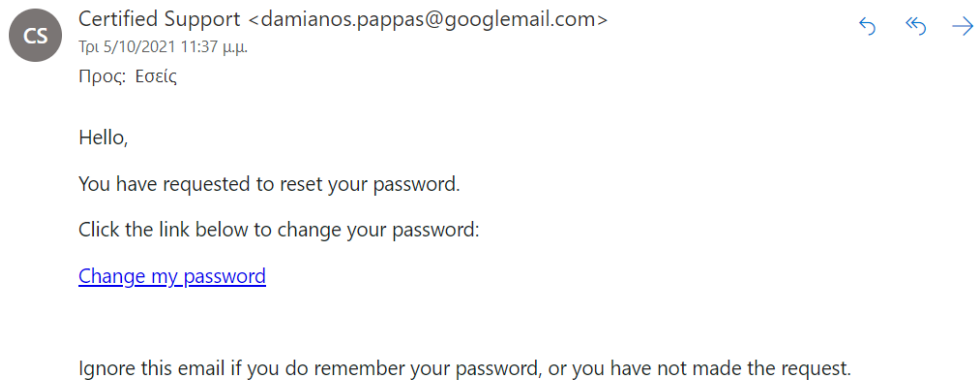 CS
Certified Support <damianos.pappas@googlemail.com>
Τρι 5/10/2021 11:37 μ.μ.
Προς: Εσείς
Hello,
You have requested to reset your password.
Click the link below to change your password:
Change my password
Ignore this email if you do remember your password, or you have not made the request.